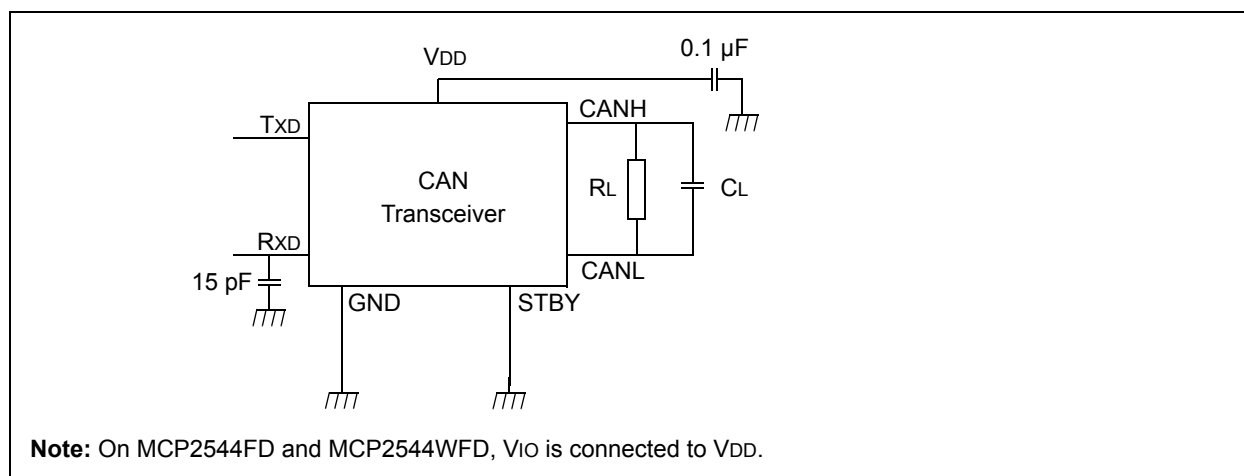 0.1 µF
VDD
CANH
TXD
CAN
Transceiver
RL
CL
RXD
CANL
15 pF
GND
STBY
Note: On MCP2544FD and MCP2544WFD, VIO is connected to VDD.